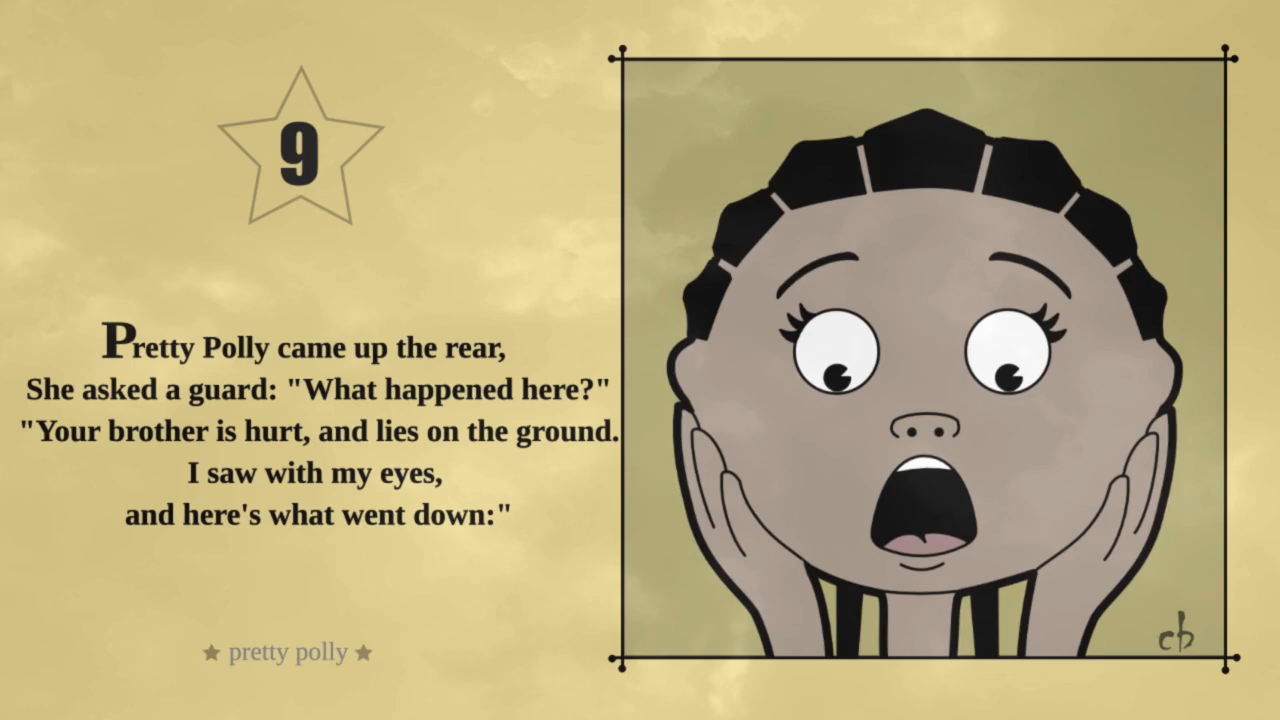 9
Pretty Polly came up the rear,
She asked a guard: "What happened here?"
"Your brother is hurt, and lies on the ground.
I saw with my eyes,
and here's what went down:"
pretty polly
cb